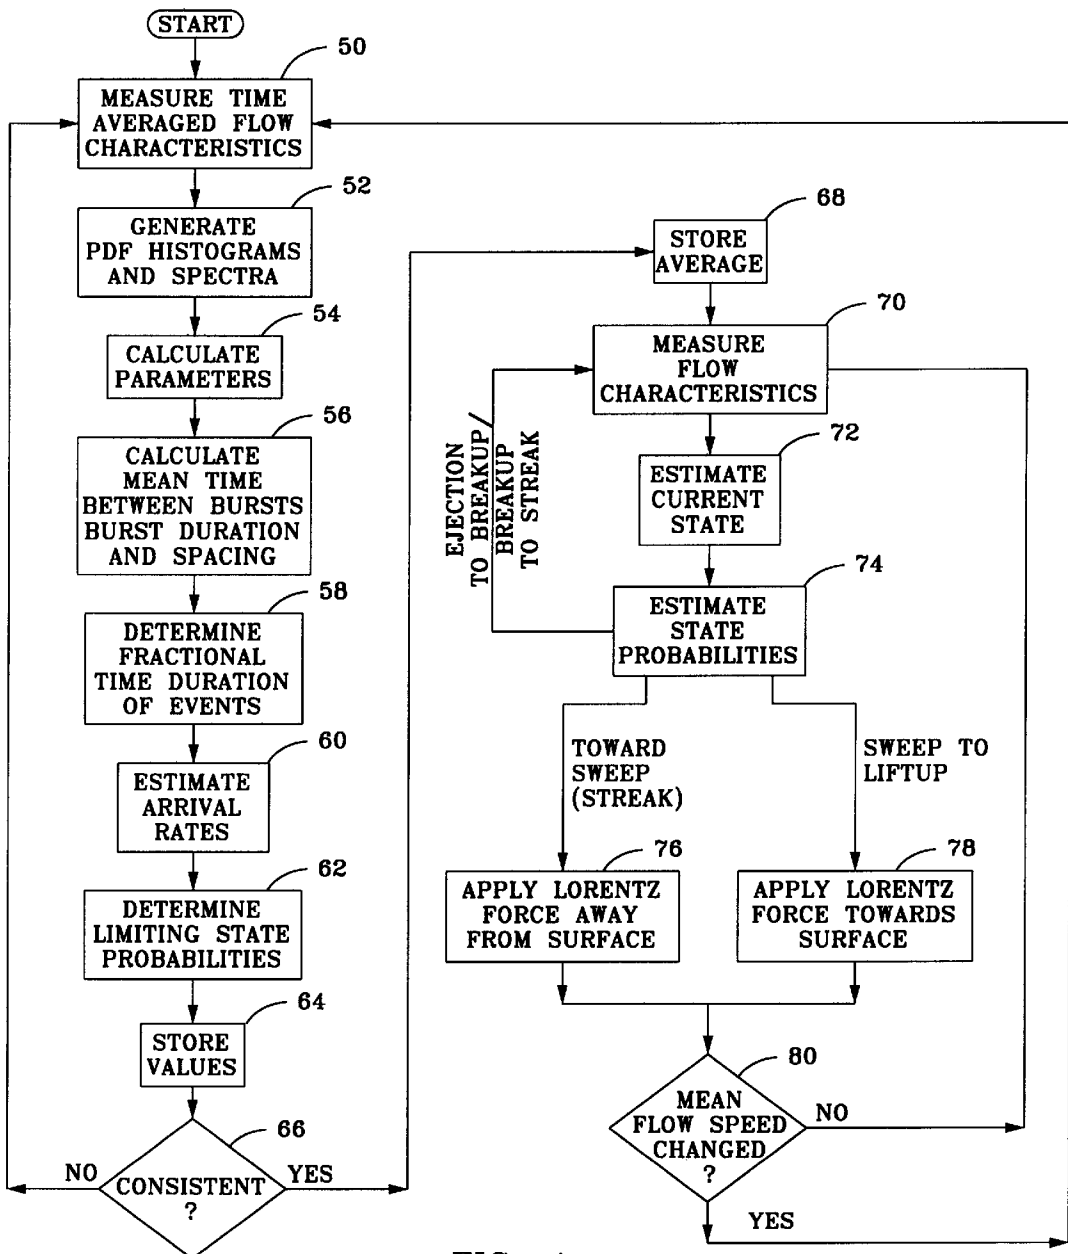 START
50
MEASURE TIME
AVERAGED FLOW
CHARACTERISTICS
52
GENERATE
PDF HISTOGRAMS
AND SPECTRA
54
CALCULATE
PARAMETERS
56
CALCULATE
MEAN TIME
BETWEEN BURSTS
BURST DURATION
AND SPACING
58
DETERMINE
FRACTIONAL
TIME DURATION
OF EVENTS
60
ESTIMATE
ARRIVAL
RATES
62
DETERMINE
LIMITING STATE
PROBABILITIES
64
STORE
VALUES
66
CONSISTENT
?
NO
YES
68
STORE
AVERAGE
70
MEASURE
FLOW
CHARACTERISTICS
EJECTION
TO BREAKUP/
BREAKUP
TO STREAK
72
ESTIMATE
CURRENT
STATE
74
ESTIMATE
STATE
PROBABILITIES
TOWARD
SWEEP
(STREAK)
SWEEP TO
LIFTUP
76
APPLY LORENTZ
FORCE AWAY
FROM SURFACE
78
APPLY LORENTZ
FORCE TOWARDS
SURFACE
80
MEAN
FLOW SPEED
CHANGED
?
NO
YES